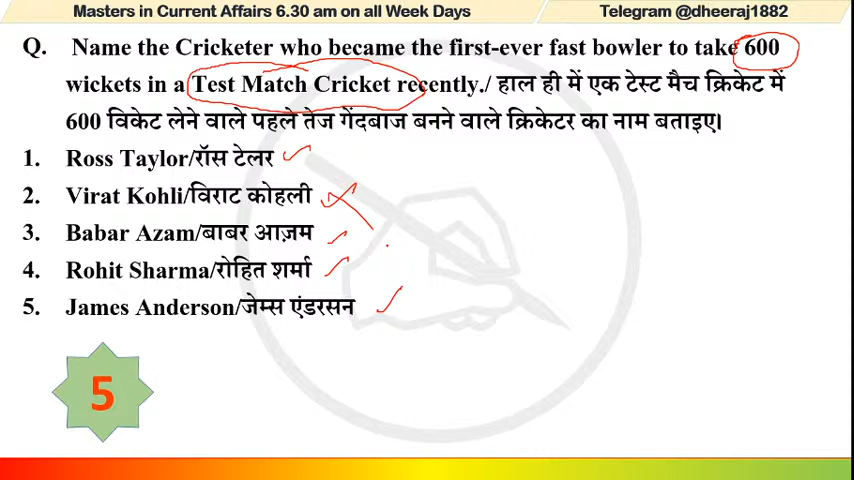 Masters in Current Affairs 6.30 am on all Week Days Telegram @dheeraj1882
Q. Name the Cricketer who became the first-ever fast bowler to take 600
wickets in a Test Match Cricket recently./ हाल ही में एक टेस्ट मैच क्रिकेट में
600 विकेट लेने वाले पहले तेज गेंदबाज बनने वाले क्रिकेटर का नाम बताइए।
1. Ross Taylor/रॉस टेलर
2. Virat Kohli/विराट कोहली
3. Babar Azam/बाबर आज़म
4. Rohit Sharma/रोहित शर्मा
5. James Anderson/जेम्स एंडरसन
5